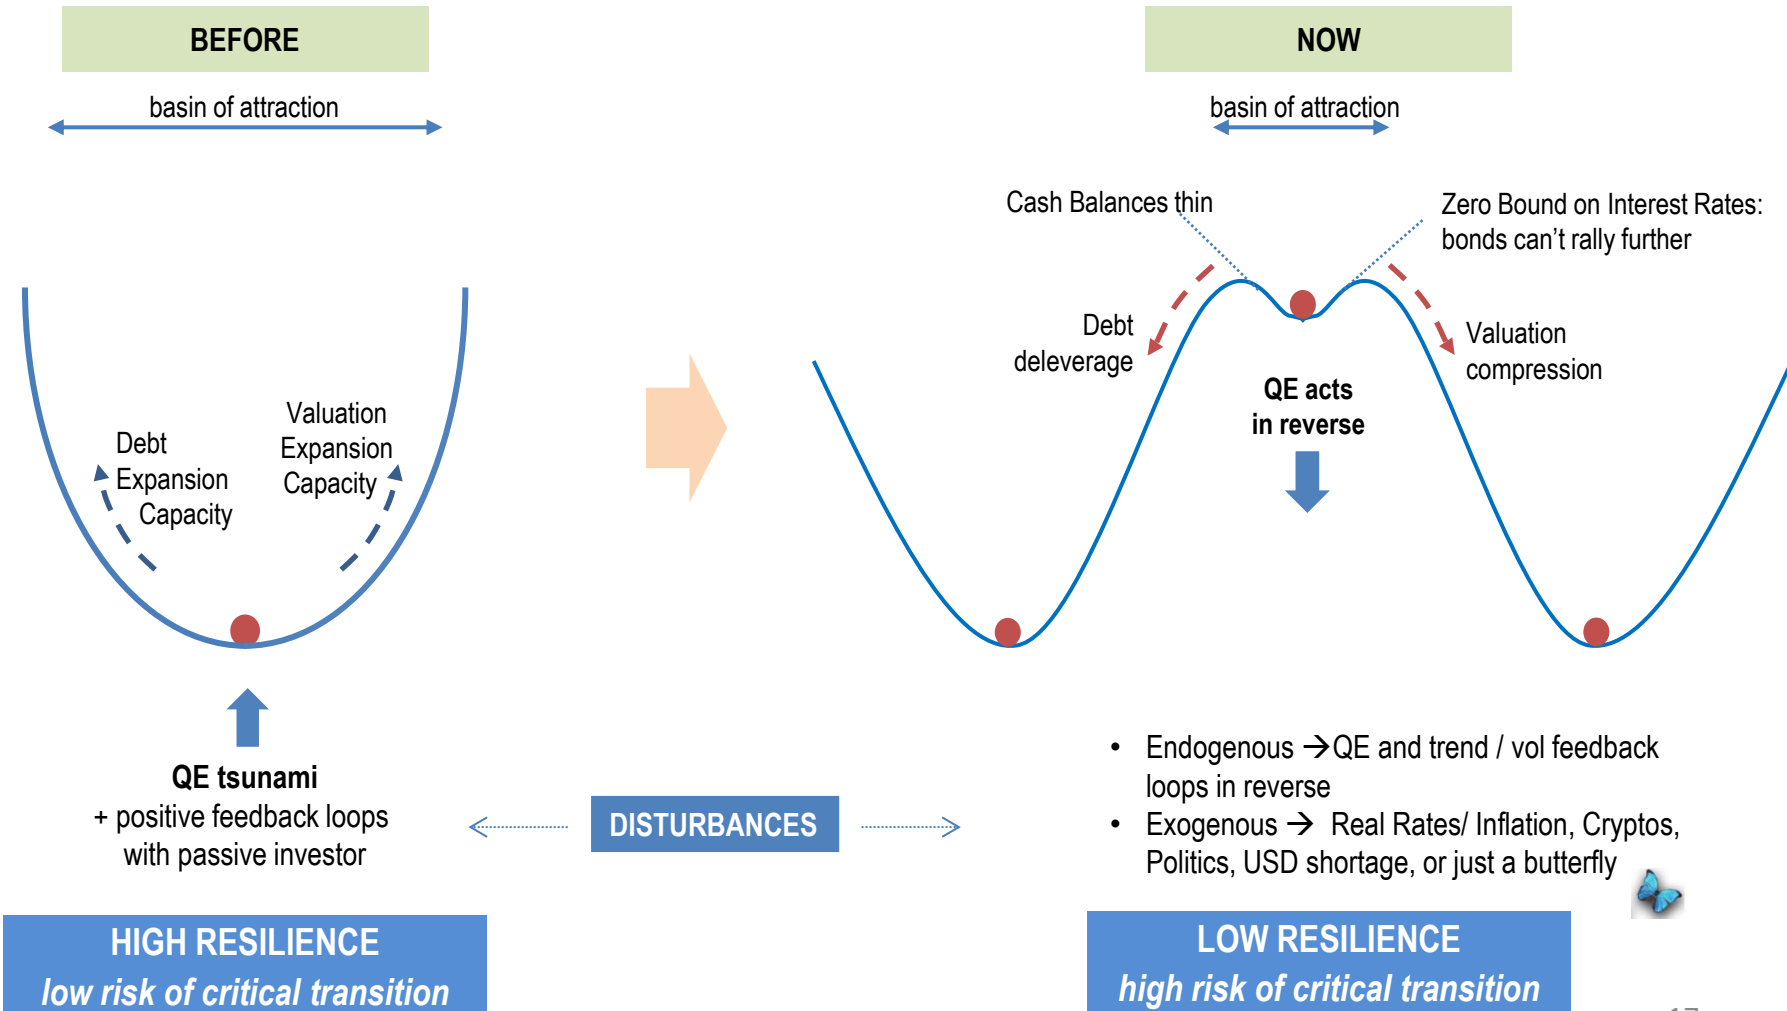 BEFORE
basin of attraction
Debt
Expansion
Capacity
Valuation
Expansion
Capacity
QE tsunami
+ positive feedback loops
with passive investor
HIGH RESILIENCE
low risk of critical transition
DISTURBANCES
NOW
basin of attraction
Cash Balances thin
Zero Bound on Interest Rates:
bonds can’t rally further
Debt
deleverage
Valuation
compression
QE acts
in reverse
• Endogenous → QE and trend / vol feedback
loops in reverse
• Exogenous → Real Rates/ Inflation, Cryptos,
Politics, USD shortage, or just a butterfly
LOW RESILIENCE
high risk of critical transition